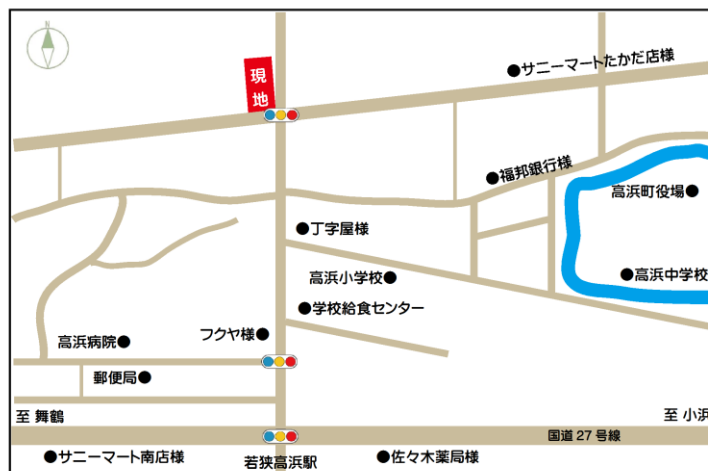 N
●サニーマートたかだ店様
現地
●福邦銀行様
高浜町役場●
●丁字屋様
高浜小学校●
●高浜中学校
●学校給食センター
フクヤ様●
高浜病院●
郵便局●
至 舞鶴
至 小浜
国道27号線
●サニーマート南店様
若狭高浜駅
●佐々木薬局様